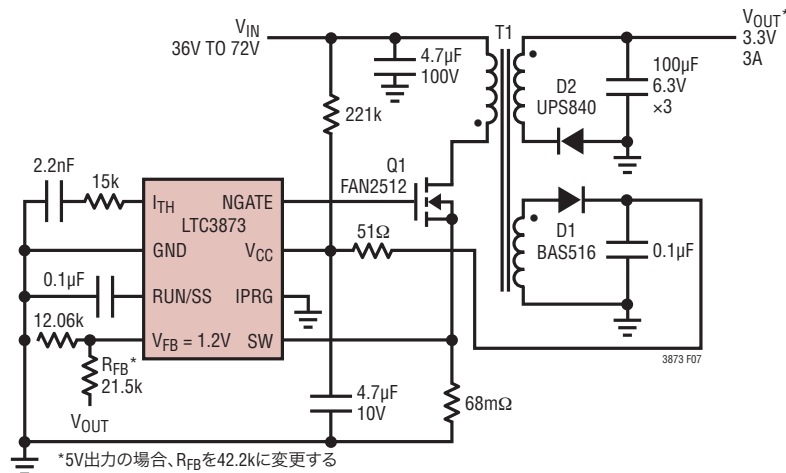 VIN
36V TO 72V
4.7µF
100V
T1
VOUT*
3.3V
3A
221k
D2
UPS840
100µF
6.3V
×3
2.2nF
15k
Q1
FAN2512
ITH
NGATE
LTC3873
GND
VCC
51Ω
D1
BAS516
0.1µF
0.1µF
RUN/SS
IPRG
12.06k
VFB = 1.2V
SW
3873 F07
RFB*
21.5k
4.7µF
10V
68mΩ
VOUT
*5V出力の場合、RFBを42.2kに変更する